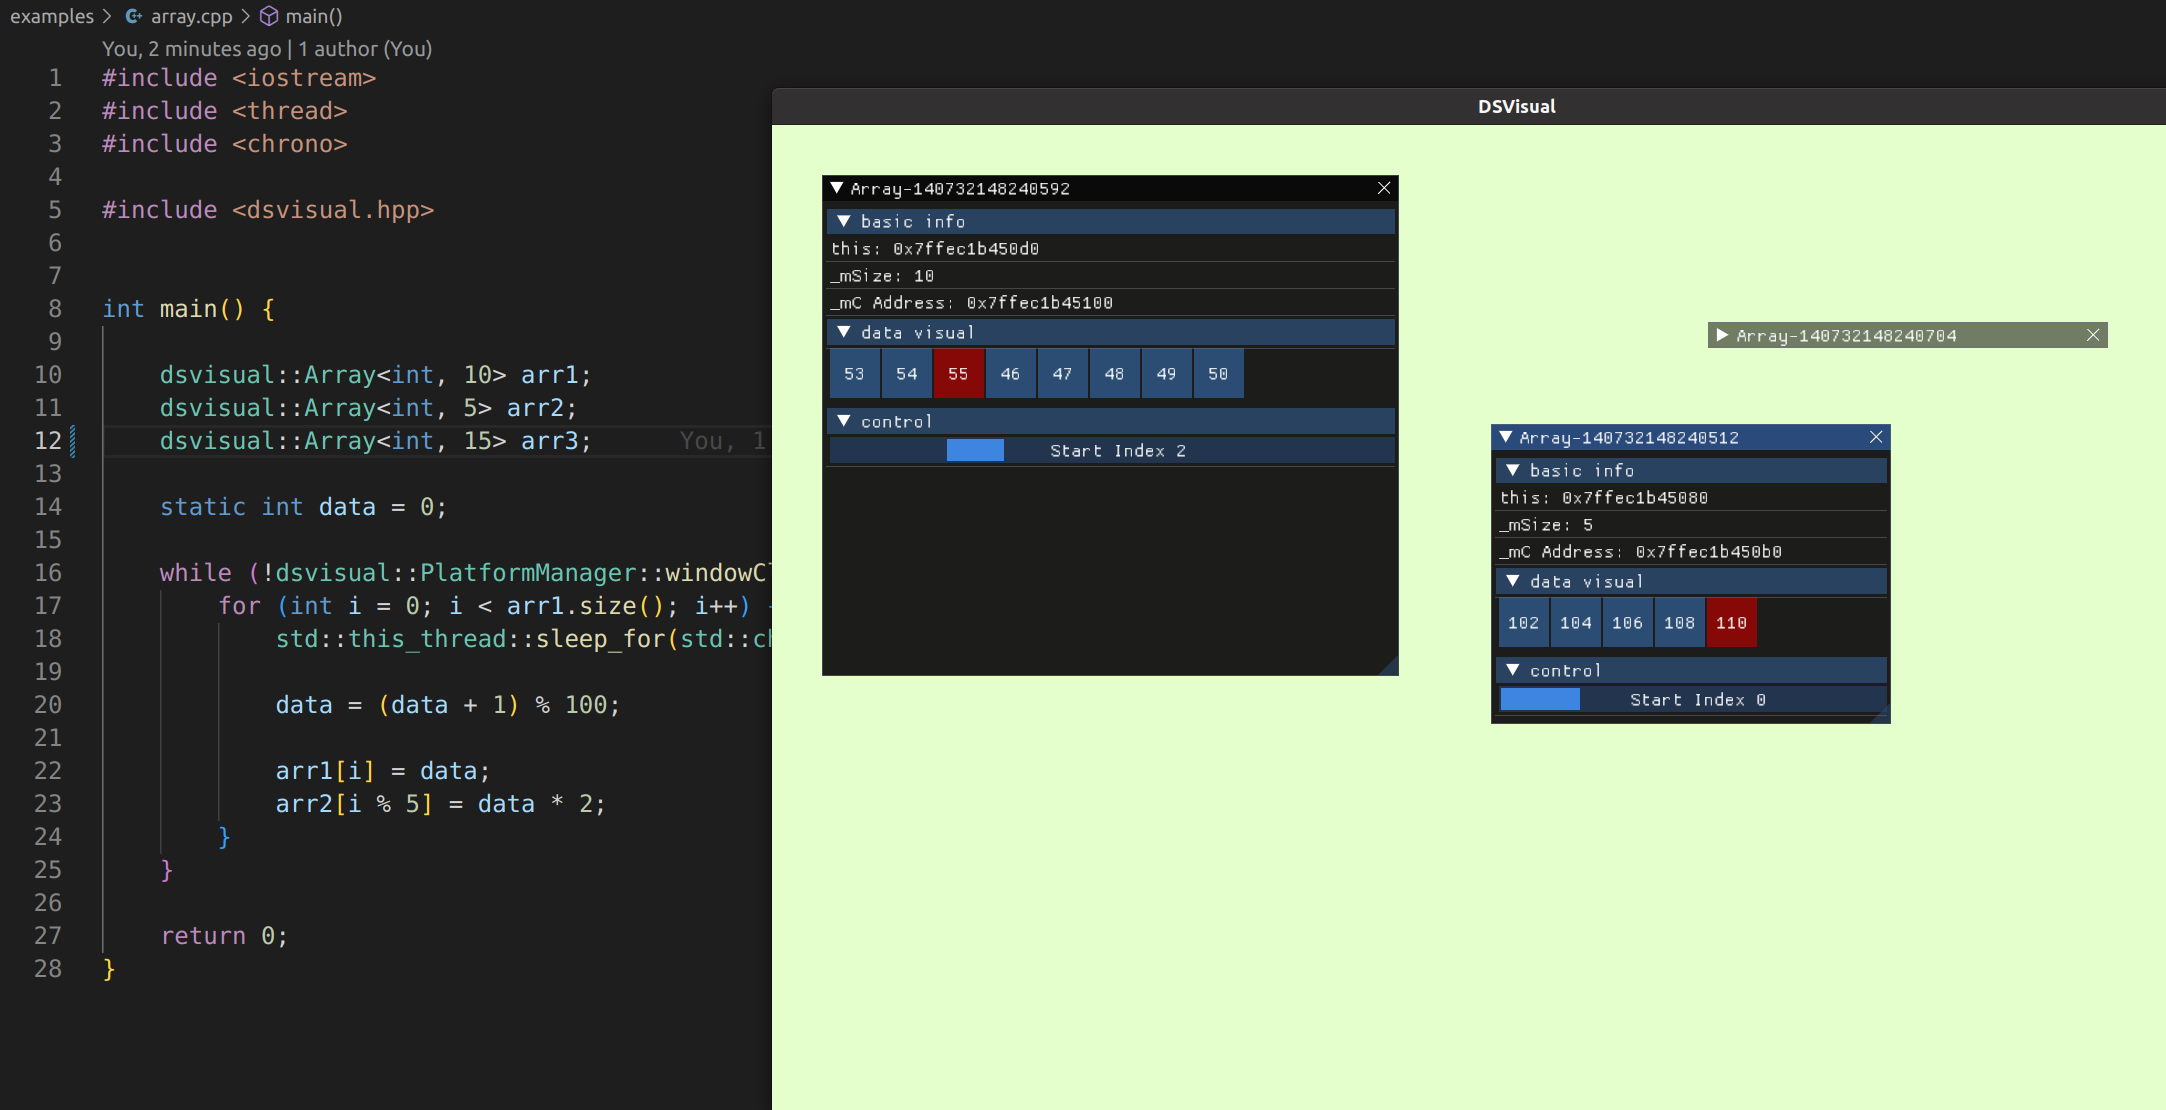 examples > array.cpp > main()
You, 2 minutes ago | 1 author (You)
1 #include <iostream>
2 #include <thread>
3 #include <chrono>
4
5 #include <dsvisual.hpp>
6
7
8 int main() {
9
10 dsvisual::Array<int, 10> arr1;
11 dsvisual::Array<int, 5> arr2;
12 dsvisual::Array<int, 15> arr3; You, 1
13
14 static int data = 0;
15
16 while (!dsvisual::PlatformManager::windowCl
17 for (int i = 0; i < arr1.size(); i++) {
18 std::this_thread::sleep_for(std::ch
19
20 data = (data + 1) % 100;
21
22 arr1[i] = data;
23 arr2[i % 5] = data * 2;
24 }
25 }
26
27 return 0;
28 }
DSVisual
Array-140732148240592
basic info
this: 0x7ffec1b450d0
_mSize: 10
_mC Address: 0x7ffec1b45100
data visual
53 54 55 46 47 48 49 50
control
Start Index 2
Array-140732148240704
Array-140732148240512
basic info
this: 0x7ffec1b45080
_mSize: 5
_mC Address: 0x7ffec1b450b0
data visual
102 104 106 108 110
control
Start Index 0